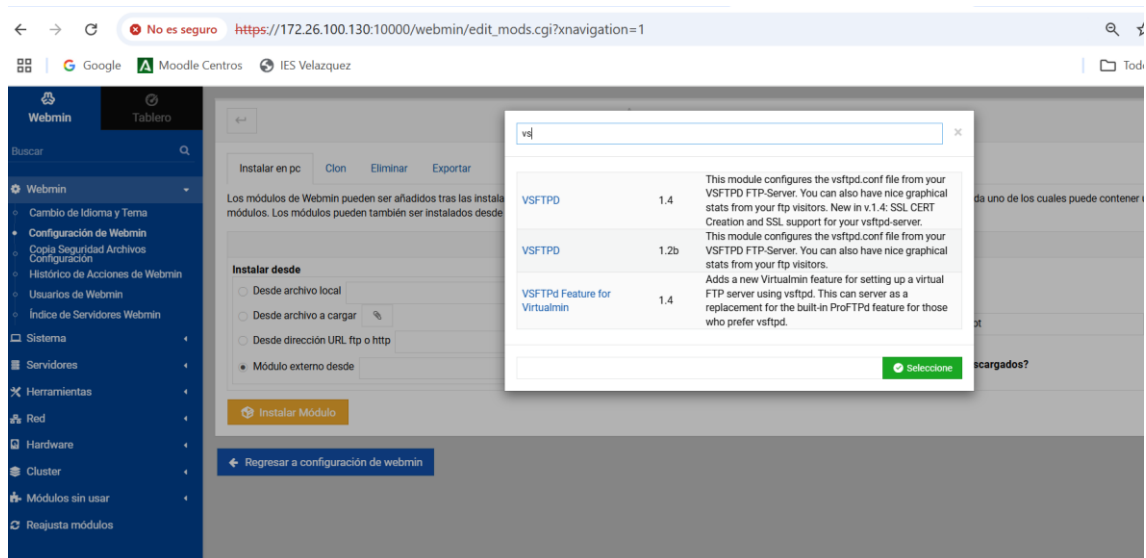 No es seguro https://172.26.100.130:10000/webmin/edit_mods.cgi?xnavigation=1
Google Moodle Centros IES Velazquez
Webmin Tablero
Buscar
Webmin
Cambio de Idioma y Tema
Configuración de Webmin
Copia Seguridad Archivos
Configuración
Histórico de Acciones de Webmin
Usuarios de Webmin
Índice de Servidores Webmin
Sistema
Servidores
Herramientas
Red
Hardware
Cluster
Módulos sin usar
Reajusta módulos
Instalar en pc Clon Eliminar Exportar
Los módulos de Webmin pueden ser añadidos tras las instala
da uno de los cuales puede contener
módulos. Los módulos pueden también ser instalados desde
Instalar desde
Desde archivo local
Desde archivo a cargar
Desde dirección URL ftp o http
Módulo externo desde
scargados?
Instalar Módulo
Regresar a configuración de webmin
vs
VSFTPD 1.4 This module configures the vsftpd.conf file from your
VSFTPD FTP-Server. You can also have nice graphical
stats from your ftp visitors. New in v.1.4: SSL CERT
Creation and SSL support for your vsftpd-server.
VSFTPD 1.2b This module configures the vsftpd.conf file from your
VSFTPD FTP-Server. You can also have nice graphical
stats from your ftp visitors.
VSFTPd Feature for
Virtualmin
1.4
Adds a new Virtualmin feature for setting up a virtual
FTP server using vsftpd. This can server as a
replacement for the built-in ProFTPd feature for those
who prefer vsftpd.
Seleccione